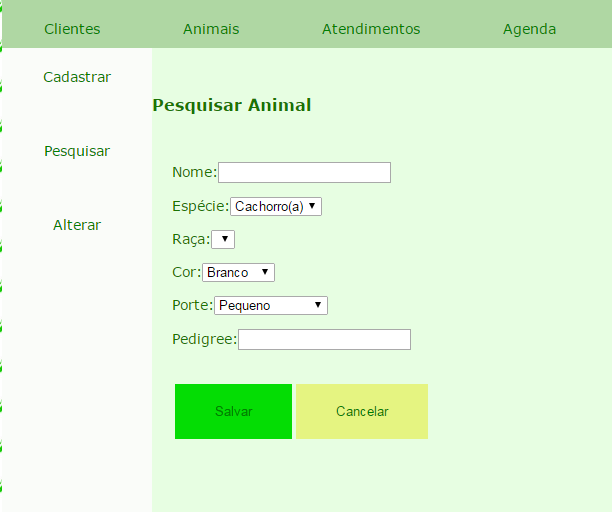 Clientes Animais Atendimentos Agenda
Cadastrar
Pesquisar
Alterar
Pesquisar Animal
Nome:
Espécie: Cachorro(a)
Raça:
Cor: Branco
Porte: Pequeno
Pedigree:
Salvar Cancelar